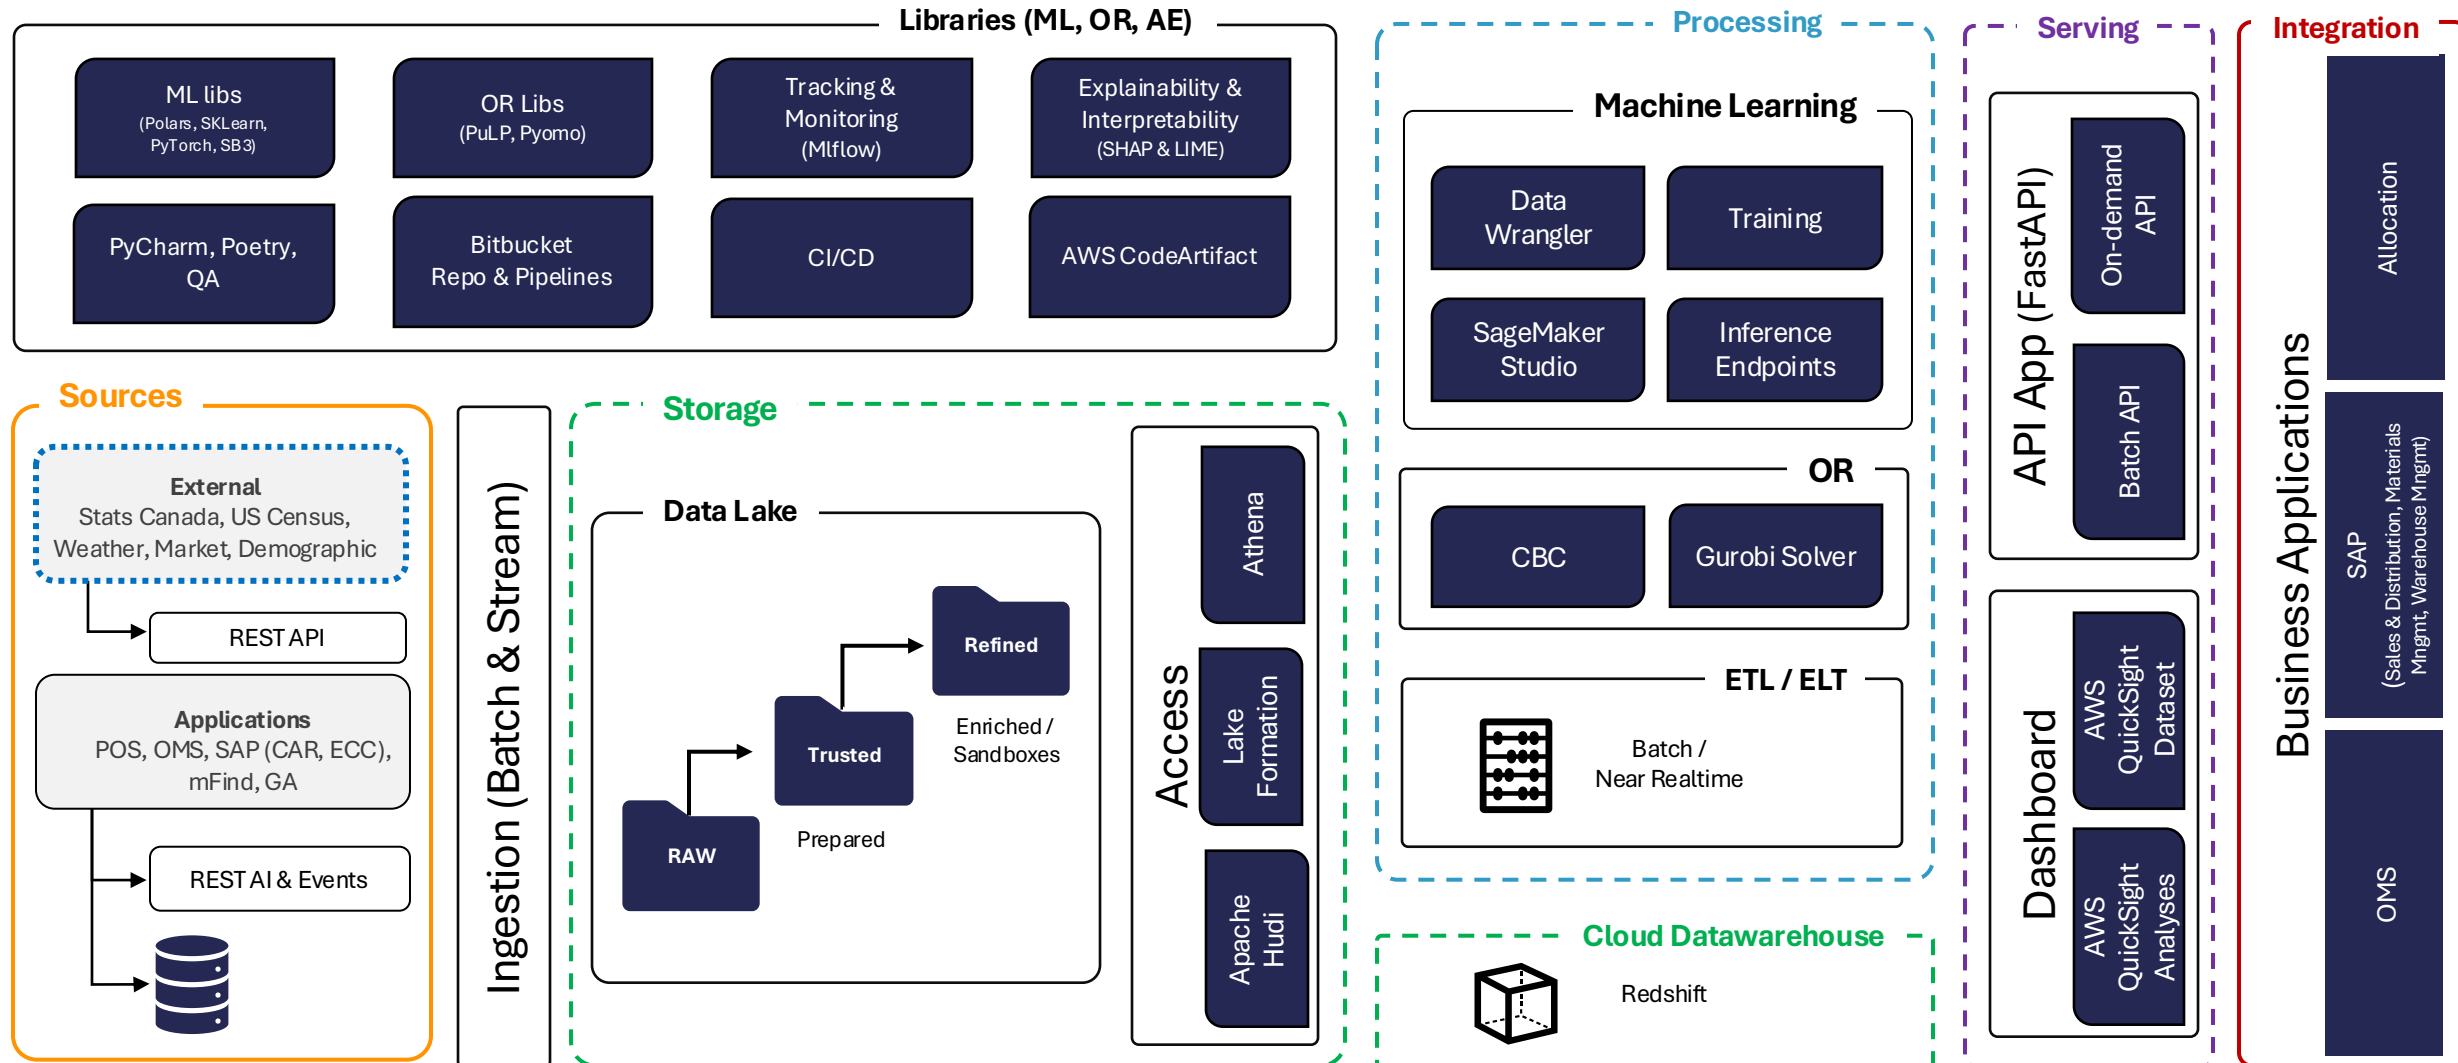 Libraries (ML, OR, AE)
ML libs
(Polars, SKLearn,
PyTorch, SB3)
OR Libs
(PuLP, Pyomo)
Tracking &
Monitoring
(Mlflow)
Explainability &
Interpretability
(SHAP & LIME)
PyCharm, Poetry,
QA
Bitbucket
Repo & Pipelines
CI/CD
AWS CodeArtifact
Sources
External
Stats Canada, US Census,
Weather, Market, Demographic
REST API
Applications
POS, OMS, SAP (CAR, ECC),
mFind, GA
REST AI & Events
Ingestion (Batch & Stream)
Storage
Data Lake
RAW
Trusted
Prepared
Refined
Enriched /
Sandboxes
Access
Athena
Lake
Formation
Apache
Hudi
Processing
Machine Learning
Data
Wrangler
Training
SageMaker
Studio
Inference
Endpoints
OR
CBC
Gurobi Solver
ETL / ELT
Batch /
Near Realtime
Cloud Datawarehouse
Redshift
Serving
API App (FastAPI)
On-demand
API
Batch API
Dashboard
AWS
QuickSight
Dataset
AWS
QuickSight
Analyses
Integration
Business Applications
Allocation
SAP
(Sales & Distribution, Materials
Mngmt, Warehouse Mngmt)
OMS